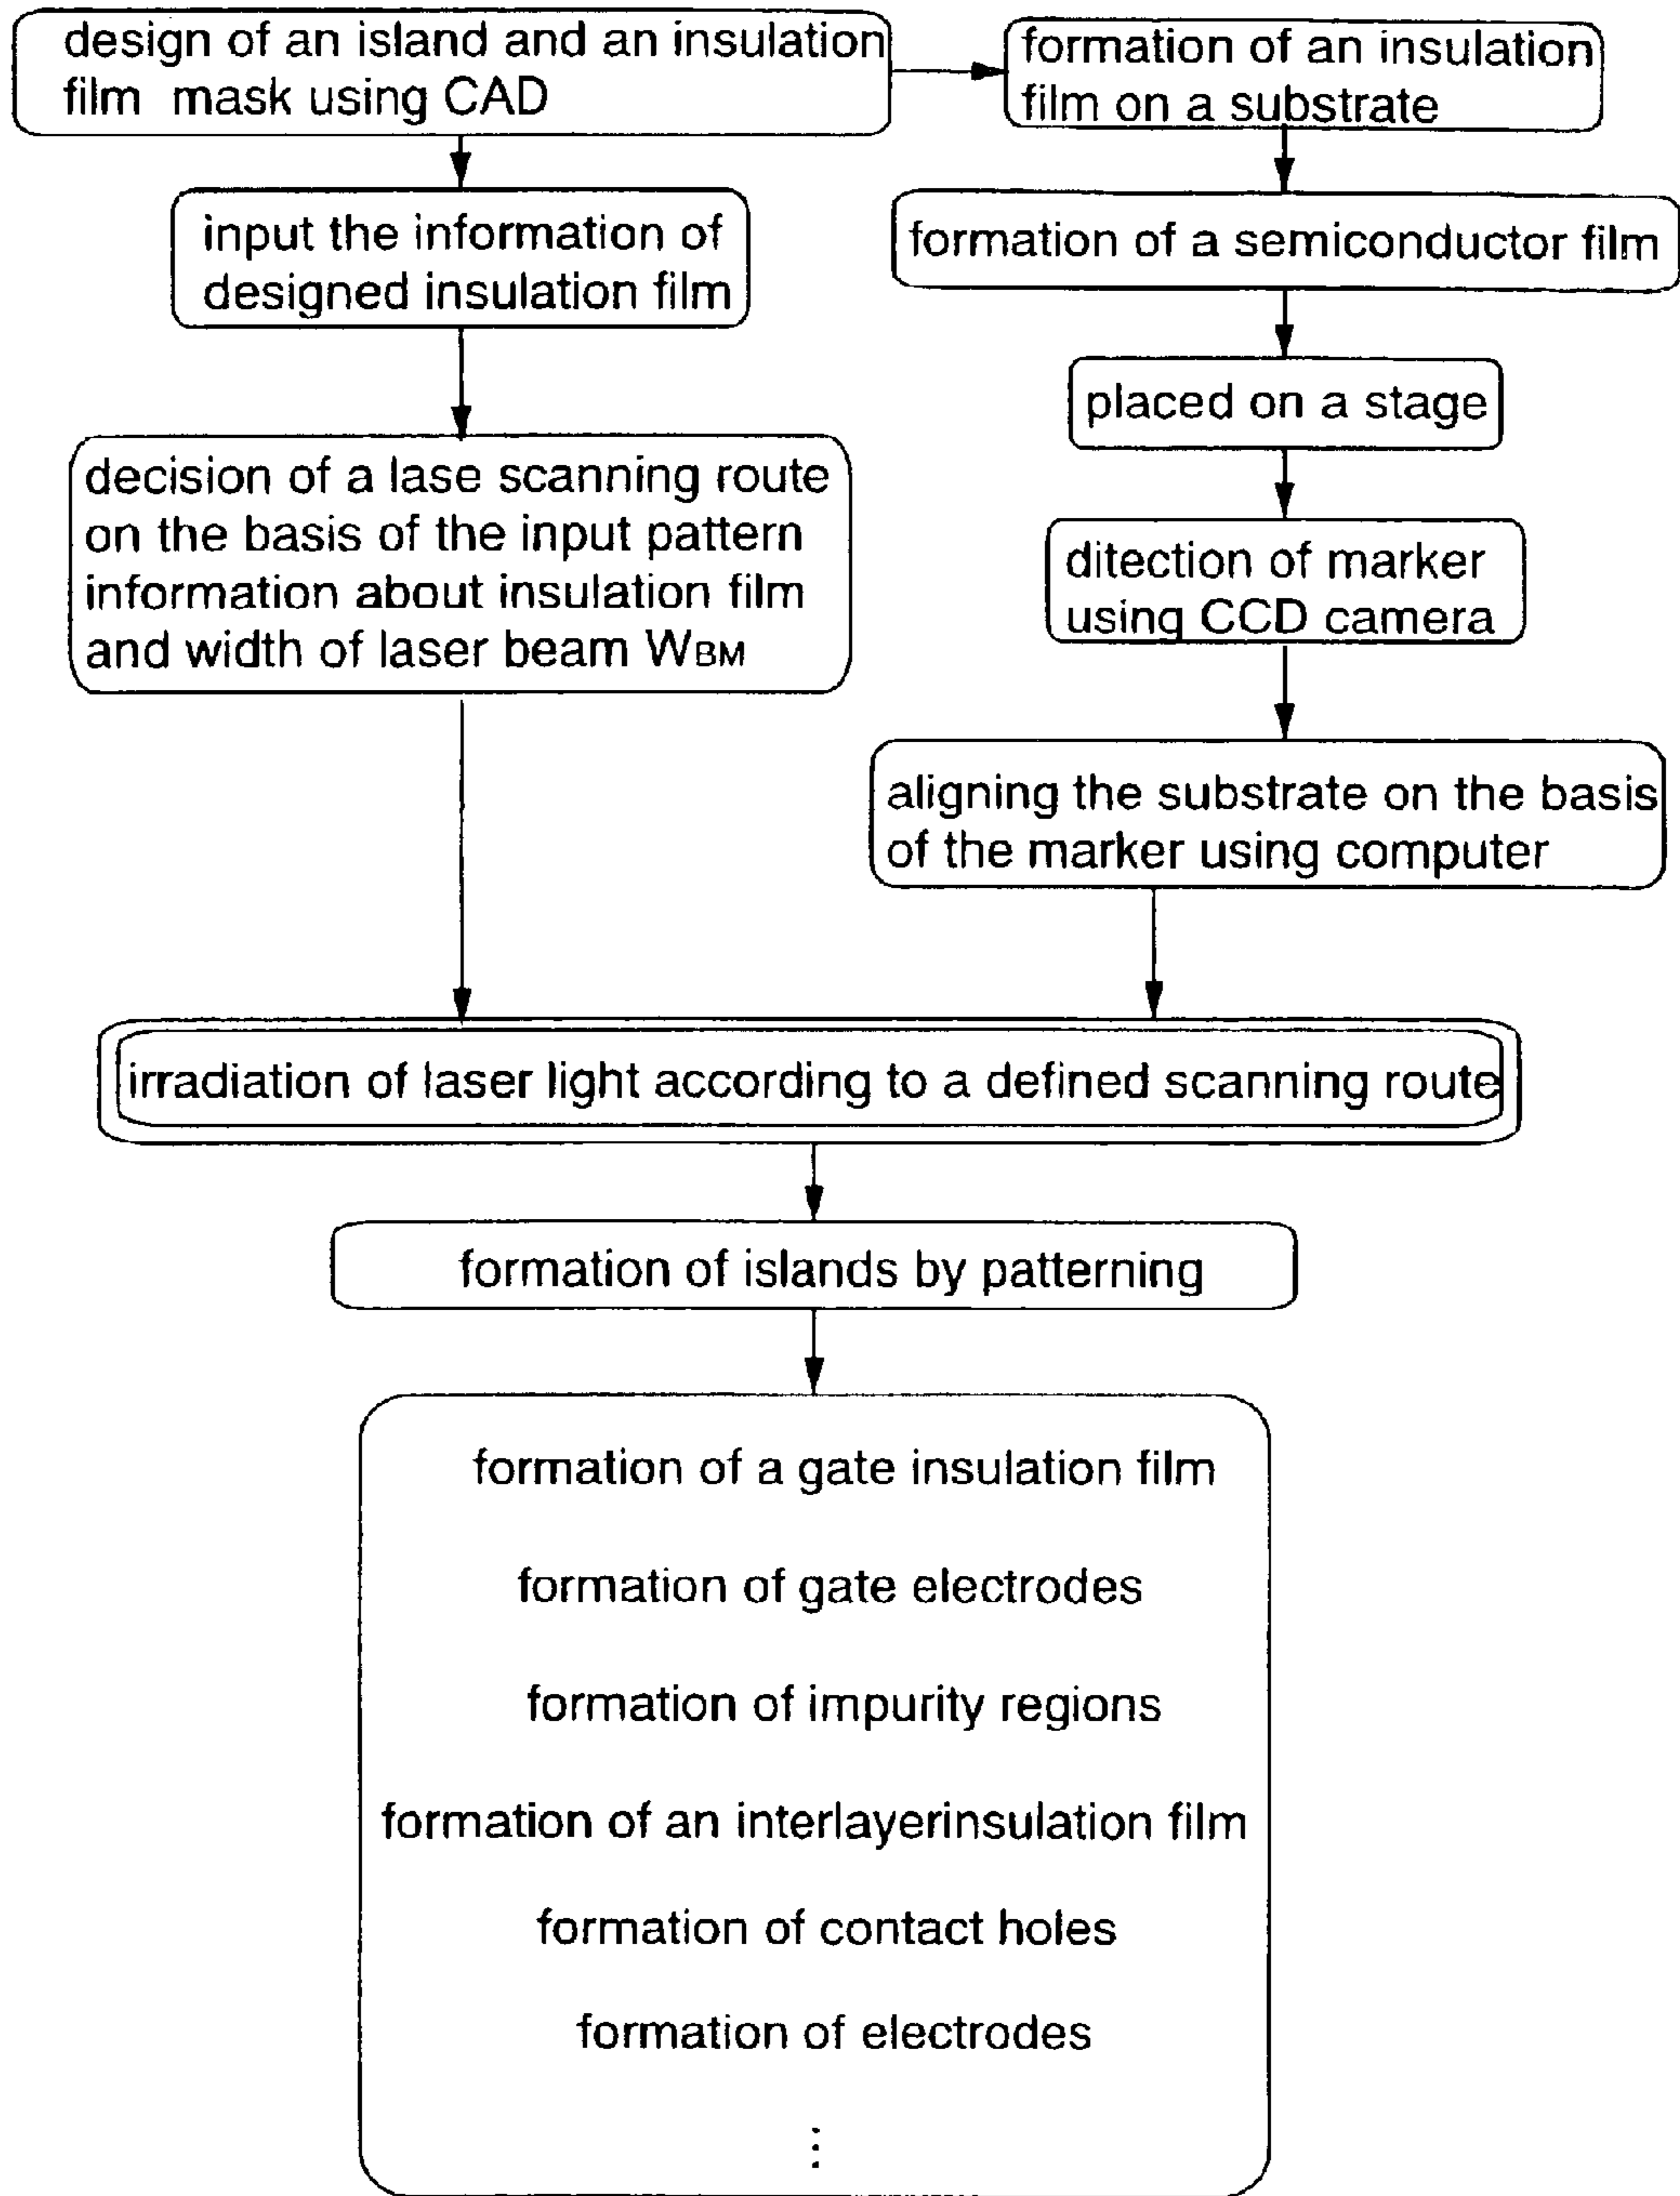 design of an island and an insulation
film mask using CAD
formation of an insulation
film on a substrate
input the information of
designed insulation film
formation of a semiconductor film
placed on a stage
decision of a lase scanning route
on the basis of the input pattern
information about insulation film
and width of laser beam WBM
ditection of marker
using CCD camera
aligning the substrate on the basis
of the marker using computer
irradiation of laser light according to a defined scanning route
formation of islands by patterning
formation of a gate insulation film
formation of gate electrodes
formation of impurity regions
formation of an interlayerinsulation film
formation of contact holes
formation of electrodes
⋮